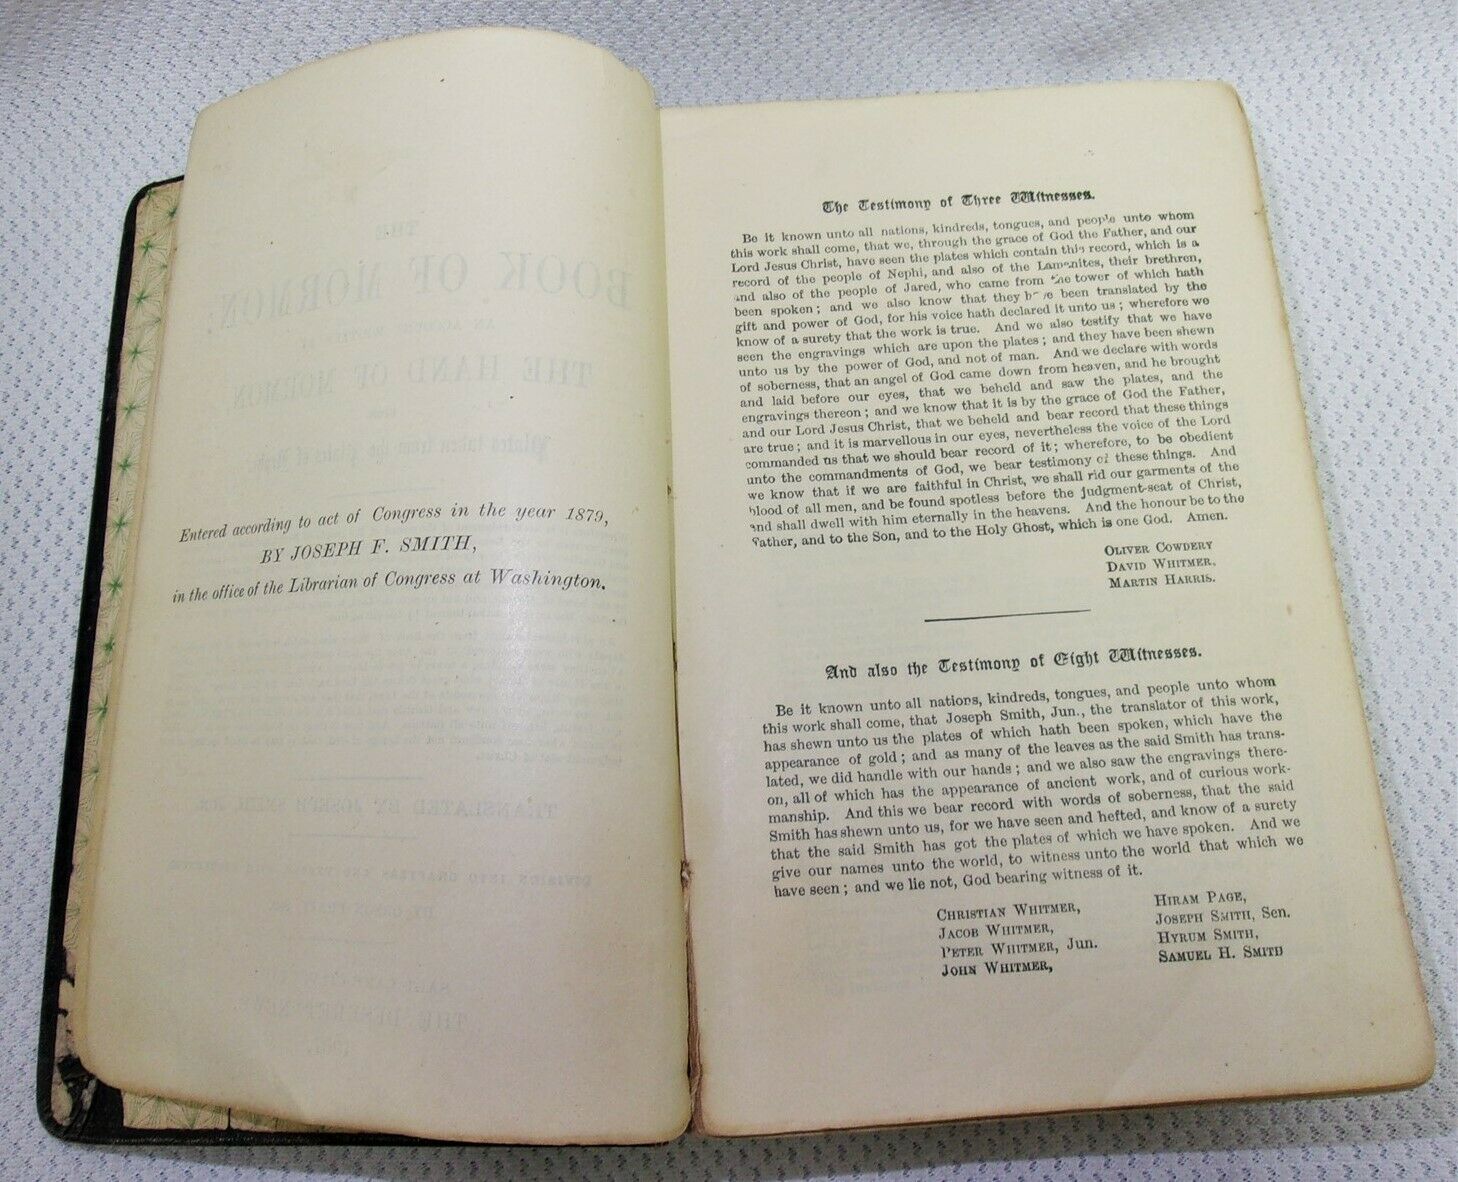 Entered according to act of Congress in the year 1879,
BY JOSEPH F. SMITH,
in the office of the Librarian of Congress at Washington.
The Testimony of Three Witnesses.
Be it known unto all nations, kindreds, tongues, and people unto whom
this work shall come, that we, through the grace of God the Father, and our
Lord Jesus Christ, have seen the plates which contain this record, which is a
record of the people of Nephi, and also of the Lamanites, their brethren,
and also of the people of Jared, who came from the tower of which hath
been spoken; and we also know that they have been translated by the
gift and power of God, for his voice hath declared it unto us; wherefore we
know of a surety that the work is true. And we also testify that we have
seen the engravings which are upon the plates; and they have been shewn
unto us by the power of God, and not of man. And we declare with words
of soberness, that an angel of God came down from heaven, and he brought
and laid before our eyes, that we beheld and saw the plates, and the
engravings thereon; and we know that it is by the grace of God the Father,
and our Lord Jesus Christ, that we beheld and bear record that these things
are true; and it is marvellous in our eyes, nevertheless the voice of the Lord
commanded us that we should bear record of it; wherefore, to be obedient
unto the commandments of God, we bear testimony of these things. And
we know that if we are faithful in Christ, we shall rid our garments of the
blood of all men, and be found spotless before the judgment-seat of Christ,
and shall dwell with him eternally in the heavens. And the honour be to the
Father, and to the Son, and to the Holy Ghost, which is one God. Amen.
OLIVER COWDERY
DAVID WHITMER,
MARTIN HARRIS.
And also the Testimony of Eight Witnesses.
Be it known unto all nations, kindreds, tongues, and people unto whom
this work shall come, that Joseph Smith, Jun., the translator of this work,
has shewn unto us the plates of which hath been spoken, which have the
appearance of gold; and as many of the leaves as the said Smith has trans-
lated, we did handle with our hands; and we also saw the engravings there-
on, all of which has the appearance of ancient work, and of curious work-
manship. And this we bear record with words of soberness, that the said
Smith has shewn unto us, for we have seen and hefted, and know of a surety
that the said Smith has got the plates of which we have spoken. And we
give our names unto the world, to witness unto the world that which we
have seen; and we lie not, God bearing witness of it.
CHRISTIAN WHITMER,
JACOB WHITMER,
PETER WHITMER, Jun.
JOHN WHITMER,
HIRAM PAGE,
JOSEPH SMITH, Sen.
HYRUM SMITH,
SAMUEL H. SMITH